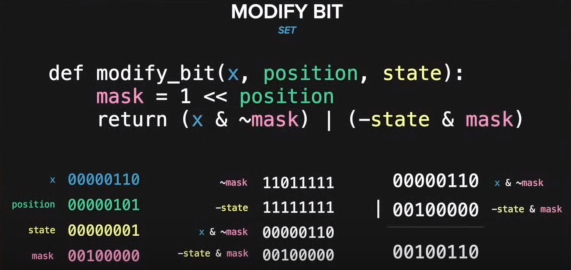 MODIFY BIT
SET
def modify_bit(x, position, state):
mask = 1 << position
return (x & ~mask) | (-state & mask)
x 00000110
position 00000101
state 00000001
mask 00100000
~mask 11011111
-state 11111111
x & ~mask 00000110
-state & mask 00100000
00000110 x & ~mask
| 00100000 -state & mask
00100110